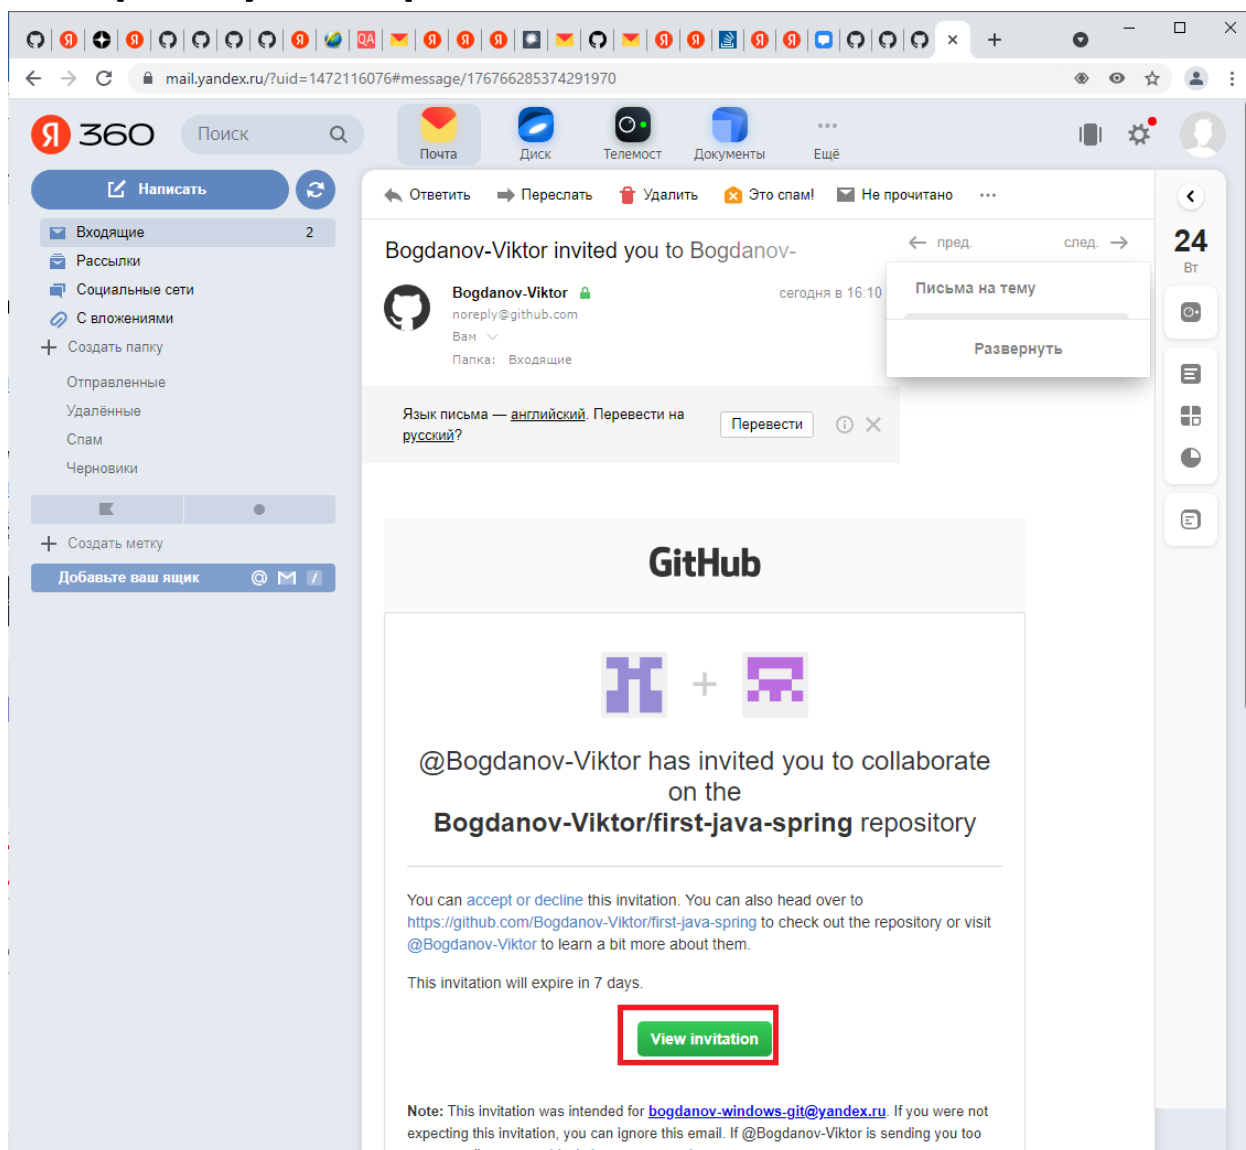 mail.yandex.ru/?uid=1472116076#message/176766285374291970
Я 360
Поиск
Почта
Диск
Телемост
Документы
Ещё
Написать
Ответить
Переслать
Удалить
Это спам!
Не прочитано
Входящие 2
Рассылки
Социальные сети
С вложениями
Создать папку
Отправленные
Удалённые
Спам
Черновики
Создать метку
Добавьте ваш ящик
Bogdanov-Viktor invited you to Bogdanov-
пред.
след.
Bogdanov-Viktor
сегодня в 16:10
noreply@github.com
Вам
Папка: Входящие
Письма на тему
Развернуть
24
Вт
Язык письма — английский. Перевести на
русский?
Перевести
GitHub
@Bogdanov-Viktor has invited you to collaborate
on the
Bogdanov-Viktor/first-java-spring repository
You can accept or decline this invitation. You can also head over to
https://github.com/Bogdanov-Viktor/first-java-spring to check out the repository or visit
@Bogdanov-Viktor to learn a bit more about them.
This invitation will expire in 7 days.
View invitation
Note: This invitation was intended for bogdanov-windows-git@yandex.ru. If you were not
expecting this invitation, you can ignore this email. If @Bogdanov-Viktor is sending you too